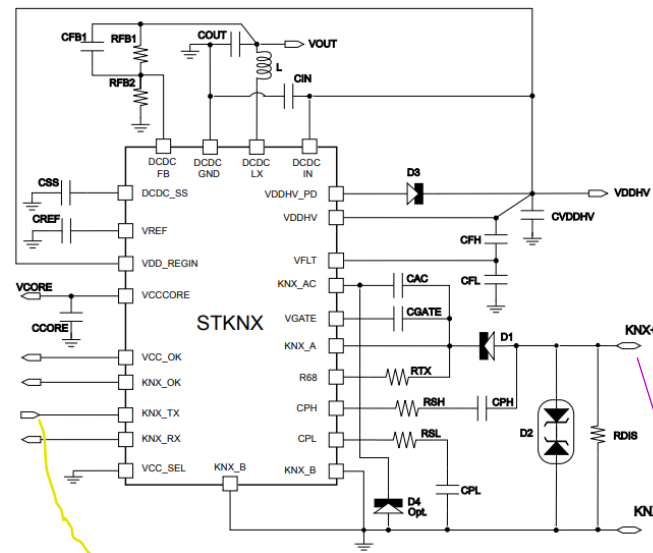 CFB1
RFB1
RFB2
COUT
VOUT
L
CIN
DCDC FB
DCDC GND
DCDC LX
DCDC IN
CSS
DCDC_SS
VDDHV_PD
D3
VDDHV
CREF
VREF
VDDHV
CVDDHV
CFH
VDD_REGIN
VFLT
CFL
VCORE
VCCCORE
KNX_AC
CAC
CCORE
STKNX
VGATE
CGATE
KNX_A
D1
KNX+
VCC_OK
R68
RTX
KNX_OK
CPH
RSH
CPH
KNX_TX
CPL
RSL
D2
RDIS
KNX_RX
VCC_SEL
KNX_B
KNX_B
CPL
D4
Opt.